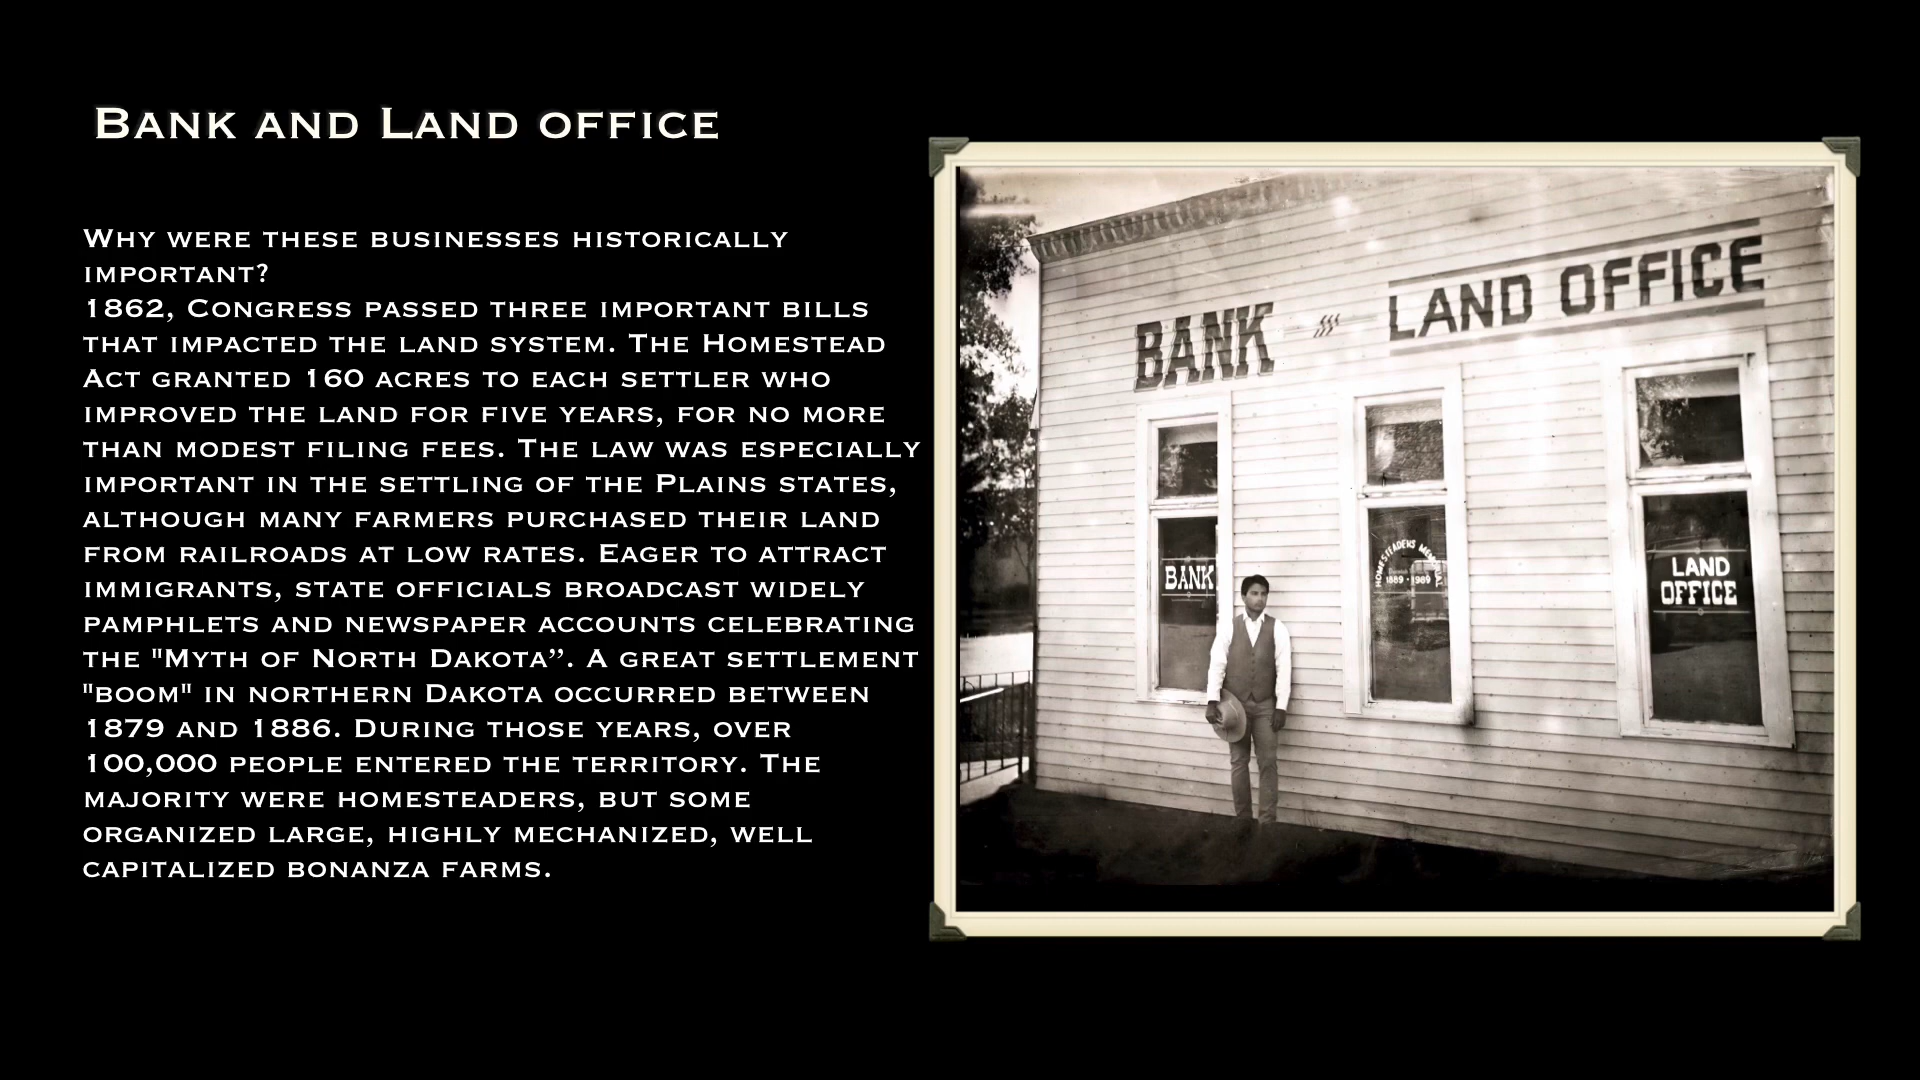 Bank and Land office
Why were these businesses historically
important?
1862, Congress passed three important bills
that impacted the land system. The Homestead
Act granted 160 acres to each settler who
improved the land for five years, for no more
than modest filing fees. The law was especially
important in the settling of the Plains states,
although many farmers purchased their land
from railroads at low rates. Eager to attract
immigrants, state officials broadcast widely
pamphlets and newspaper accounts celebrating
the "Myth of North Dakota”. A great settlement
"boom" in northern Dakota occurred between
1879 and 1886. During those years, over
100,000 people entered the territory. The
majority were homesteaders, but some
organized large, highly mechanized, well
capitalized bonanza farms.
BANK LAND OFFICE
BANK
HOMESTEADERS
1889 · 1989
LAND
OFFICE